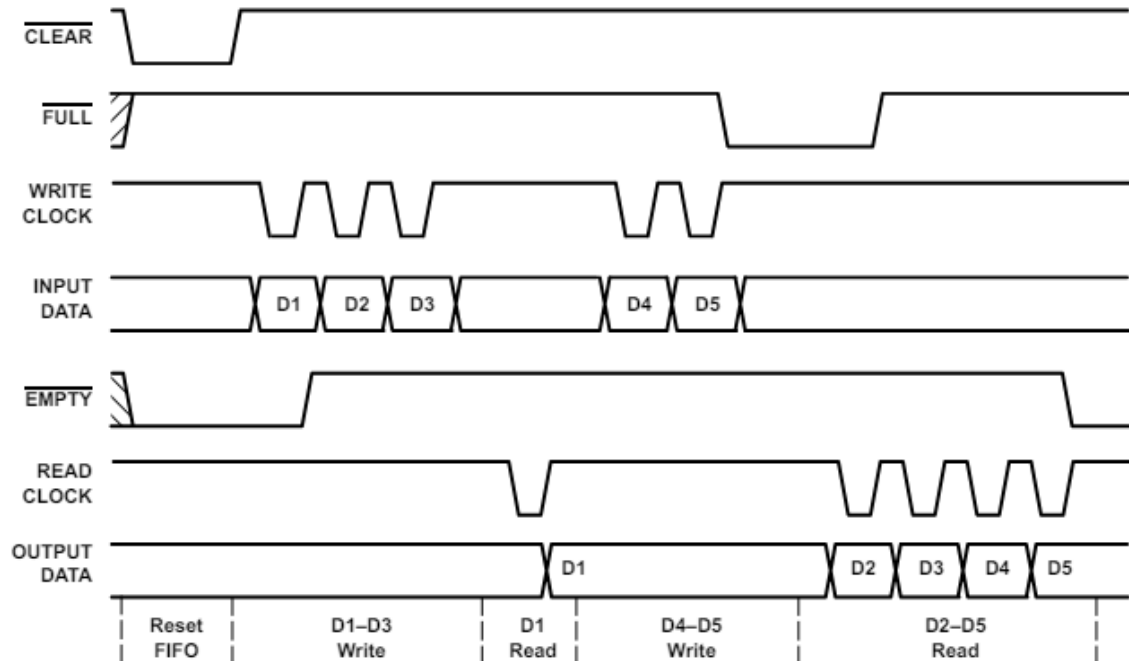 CLEAR
FULL
WRITE
CLOCK
INPUT
DATA
D1 D2 D3 D4 D5
EMPTY
READ
CLOCK
OUTPUT
DATA
D1 D2 D3 D4 D5
Reset
FIFO
D1–D3
Write
D1
Read
D4–D5
Write
D2–D5
Read